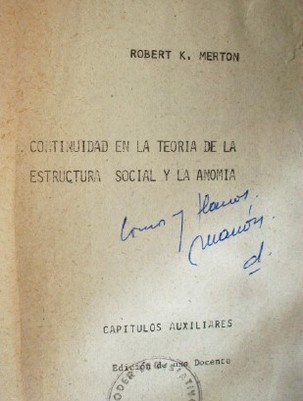 ROBERT K. MERTON
CONTINUIDAD EN LA TEORIA DE LA
ESTRUCTURA SOCIAL Y LA ANOMIA
y
d.
CAPITULOS AUXILIARES
Edición de uso Docente